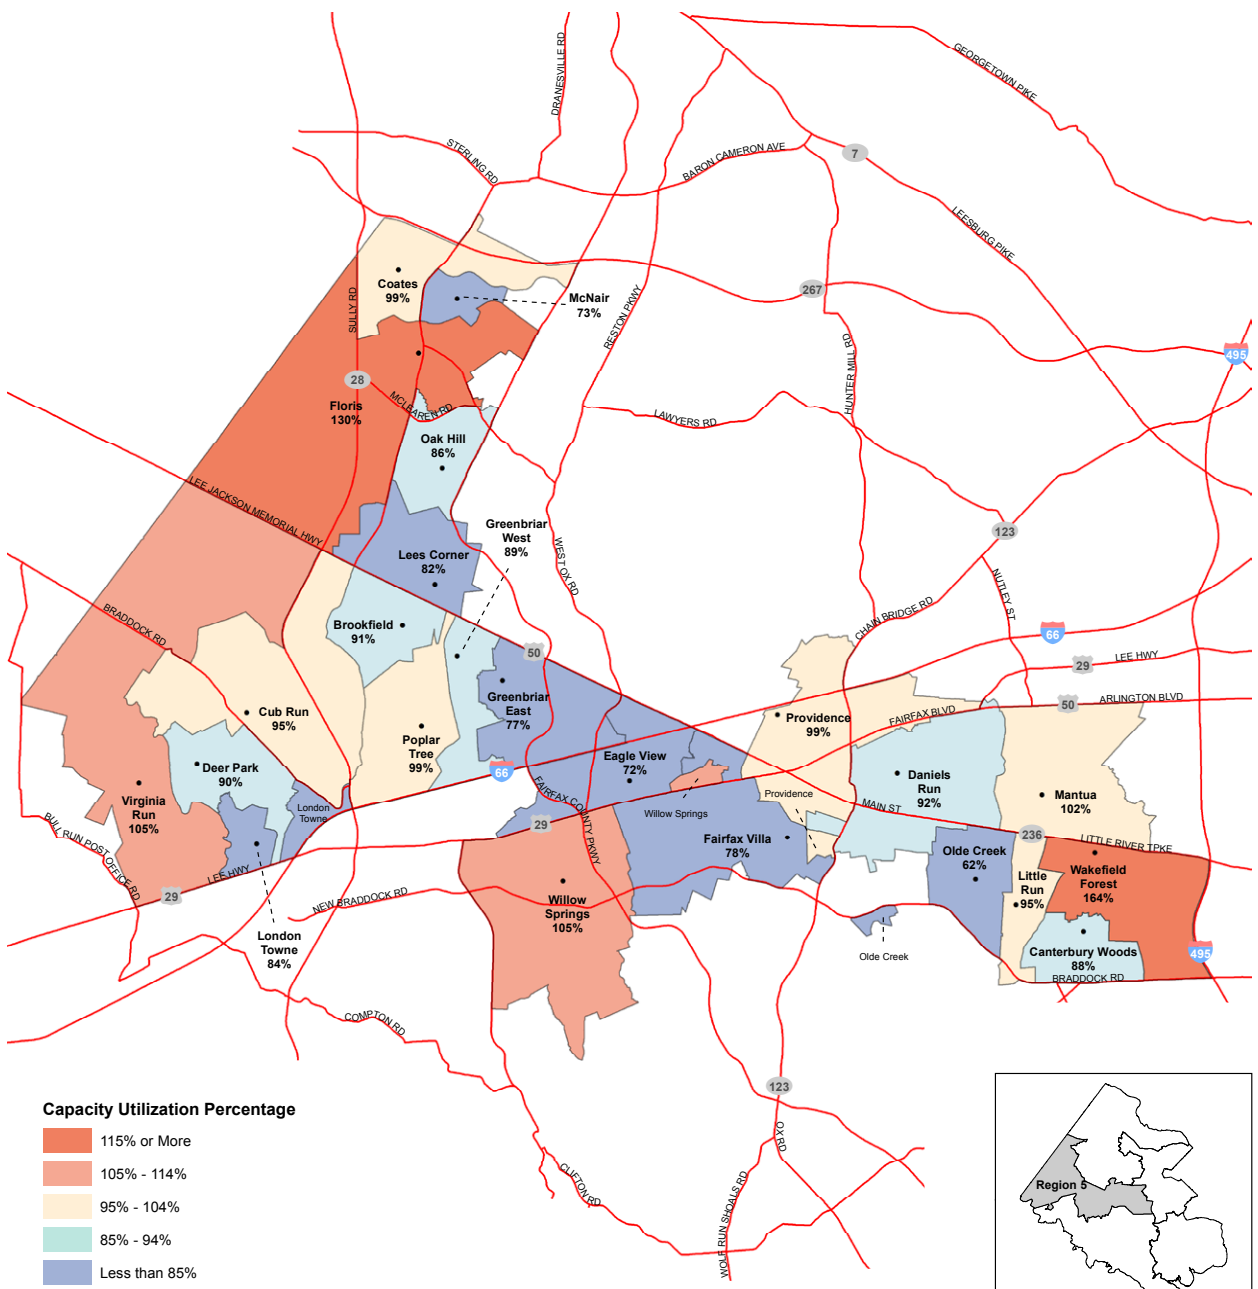 GEORGETOWN PIKE
DRANESVILLE RD
STERLING RD
BARON CAMERON AVE
7
LEESBURG PIKE
Coates
99%
McNair
73%
267
SULLY RD
RESTON PKWY
HUNTER MILL RD
495
28
MCLEAREN RD
Floris
130%
LAWYERS RD
Oak Hill
86%
LEE JACKSON MEMORIAL HWY
Greenbriar
West
89%
123
Lees Corner
82%
WEST OX RD
NUTLEY ST
BRADDOCK RD
Brookfield
91%
CHAIN BRIDGE RD
66
50
29
LEE HWY
Greenbriar
East
77%
ARLINGTON BLVD
50
Cub Run
95%
Providence
99%
FAIRFAX BLVD
Poplar
Tree
99%
Eagle View
72%
Deer Park
90%
66
Daniels
Run
92%
Virginia
Run
105%
London
Towne
FAIRFAX COUNTY PKWY
Providence
Mantua
102%
MAIN ST
Willow Springs
BULL RUN POST OFFICE RD
29
Fairfax Villa
78%
236
LITTLE RIVER TPKE
Olde Creek
62%
LEE HWY
Little
Run
95%
Wakefield
Forest
164%
29
NEW BRADDOCK RD
Willow
Springs
105%
London
Towne
84%
Olde Creek
Canterbury Woods
88%
495
BRADDOCK RD
COMPTON RD
123
OX RD
CLIFTON RD
WOLF RUN SHOALS RD
Capacity Utilization Percentage
115% or More
105% - 114%
95% - 104%
85% - 94%
Less than 85%
Region 5